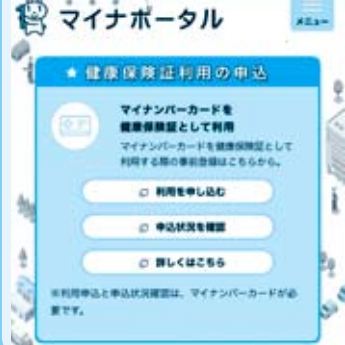 マイナポータル
メニュー
★ 健康保険証利用の申込
マイナンバーカードを
健康保険証として利用
マイナンバーカードを健康保険証として
利用する際の事前登録はこちらから。
利用を申し込む
申込状況を確認
詳しくはこちら
※利用申込と申込状況確認は、マイナンバーカードが必
要です。